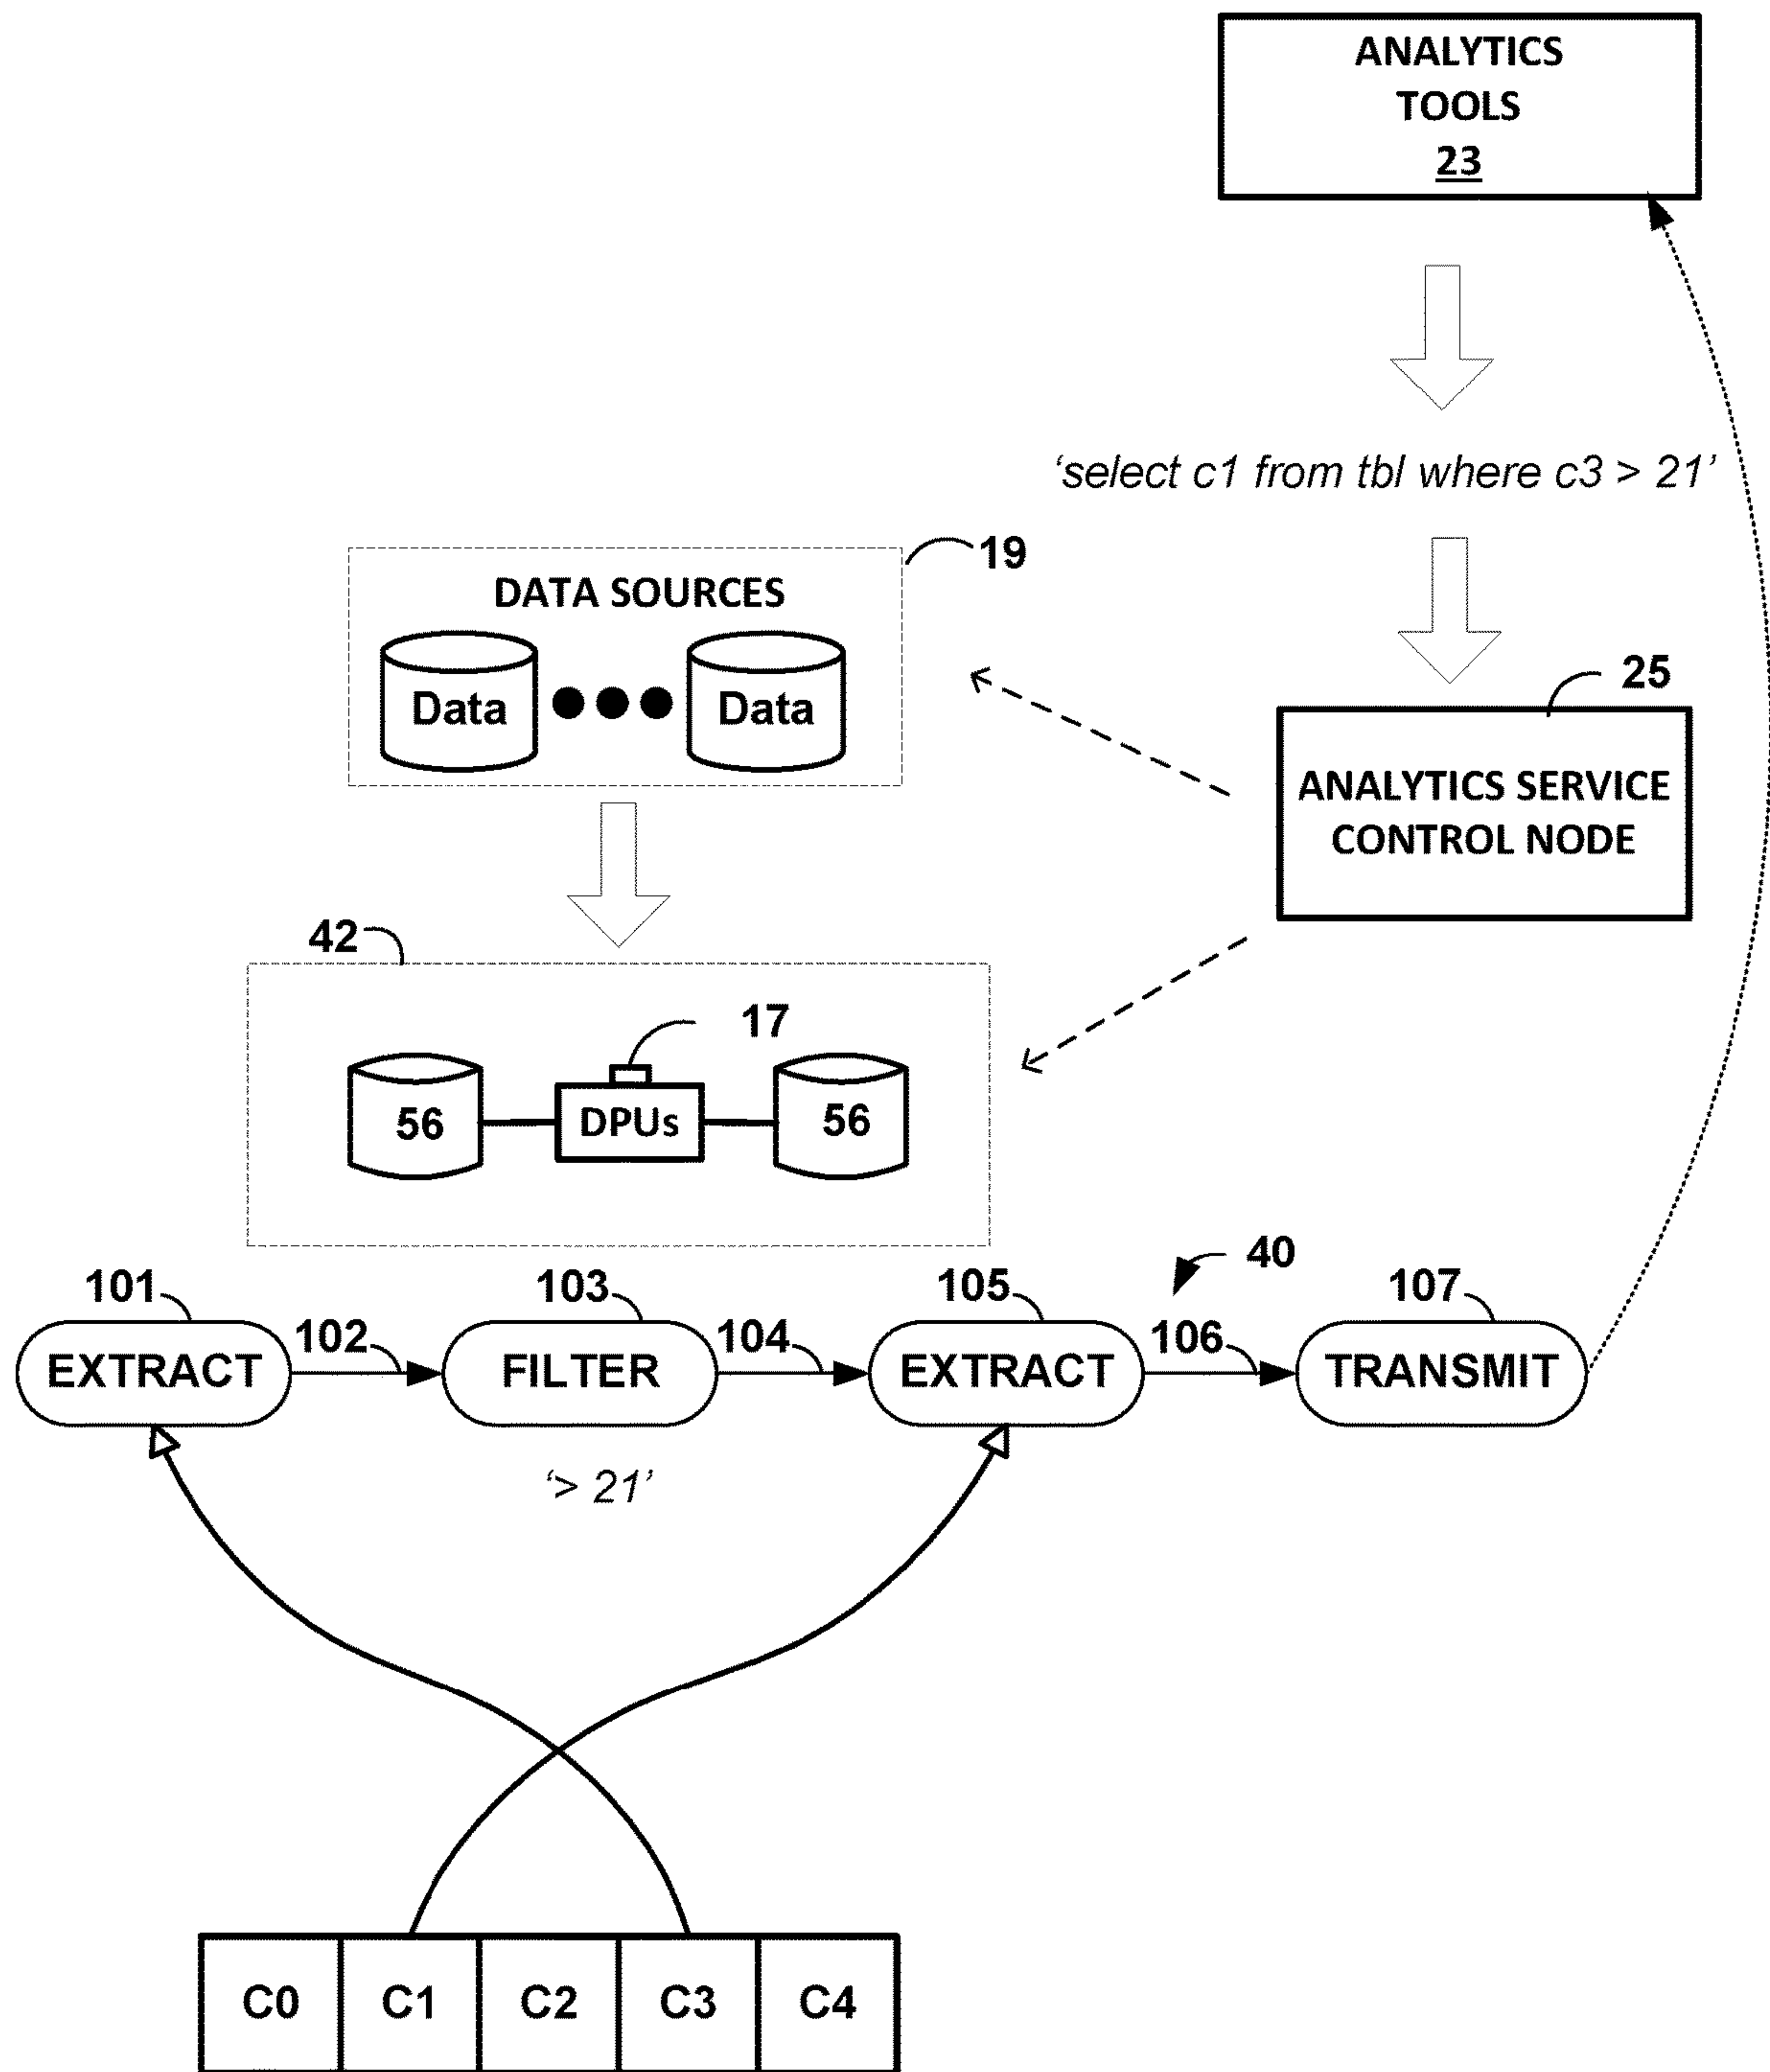 ANALYTICS
TOOLS
23
‘select c1 from tbl where c3 > 21’
19
DATA SOURCES
Data
Data
25
ANALYTICS SERVICE
CONTROL NODE
42
17
56
DPUs
56
40
101
102
103
104
105
106
107
EXTRACT
FILTER
EXTRACT
TRANSMIT
‘> 21’
C0
C1
C2
C3
C4